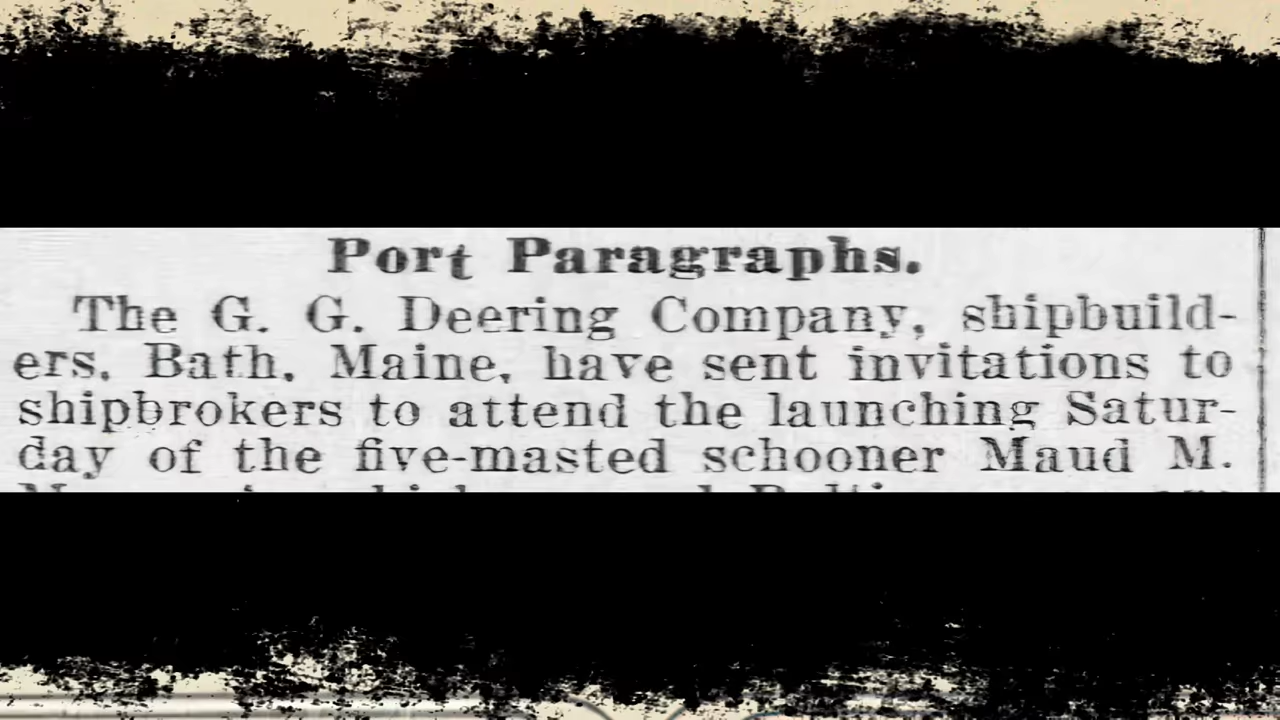 Port Paragraphs.
The G. G. Deering Company, shipbuild-
ers, Bath, Maine, have sent invitations to
shipbrokers to attend the launching Satur-
day of the five-masted schooner Maud M.